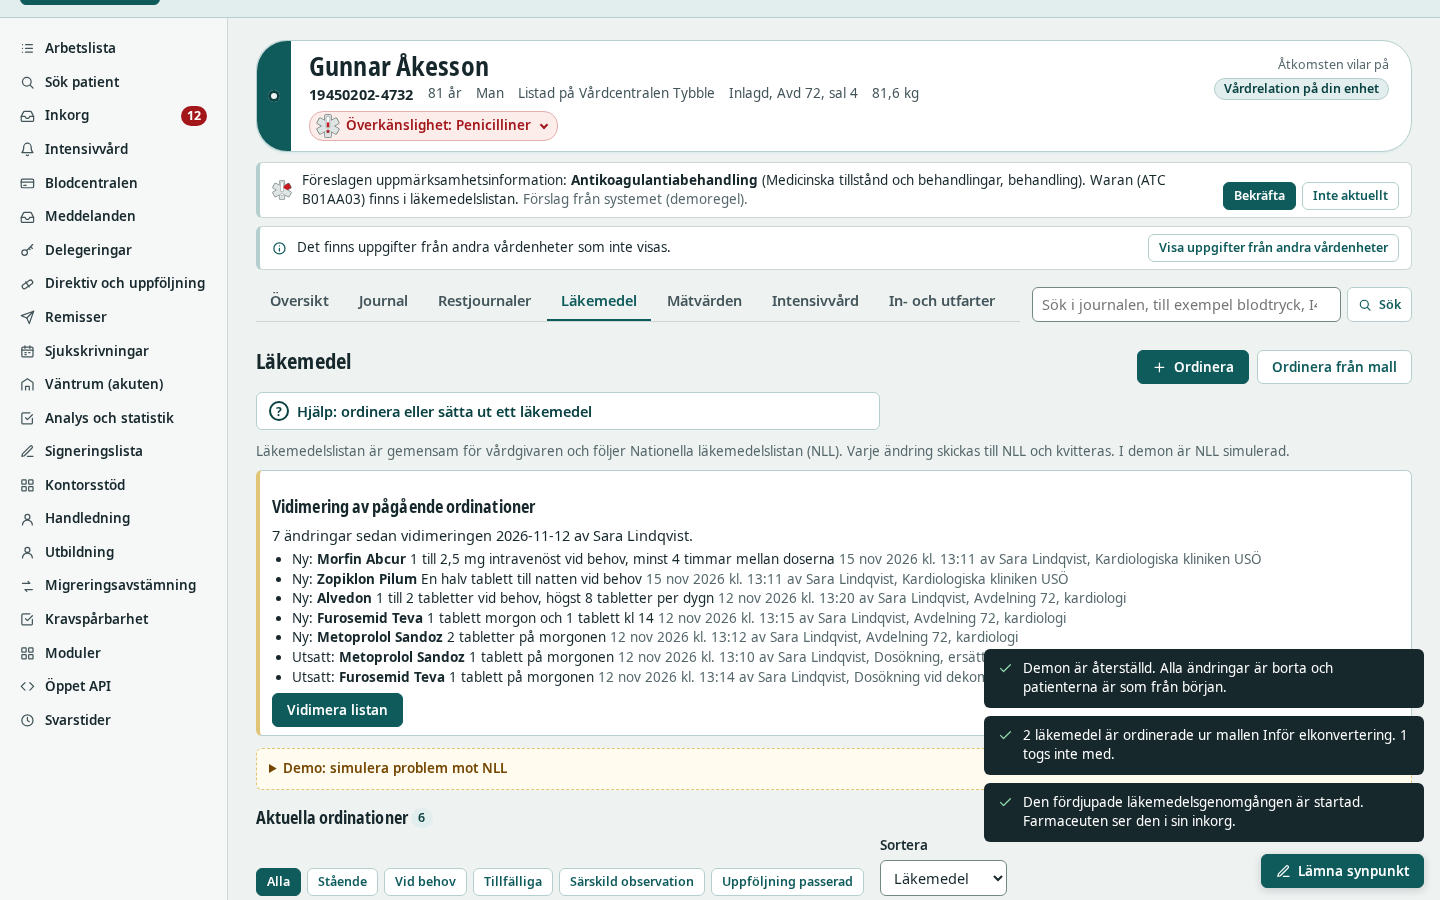 Arbetslista
Sök patient
Inkorg 12
Intensivvård
Blodcentralen
Meddelanden
Delegeringar
Direktiv och uppföljning
Remisser
Sjukskrivningar
Väntrum (akuten)
Analys och statistik
Signeringslista
Kontorsstöd
Handledning
Utbildning
Migreringsavstämning
Kravspårbarhet
Moduler
Öppet API
Svarstider
Gunnar Åkesson
19450202-4732 81 år Man Listad på Vårdcentralen Tybble Inlagd, Avd 72, sal 4 81,6 kg
Överkänslighet: Penicilliner
Åtkomsten vilar på
Vårdrelation på din enhet
Föreslagen uppmärksamhetsinformation: Antikoagulantiabehandling (Medicinska tillstånd och behandlingar, behandling). Waran (ATC
B01AA03) finns i läkemedelslistan. Förslag från systemet (demoregel).
Bekräfta Inte aktuellt
Det finns uppgifter från andra vårdenheter som inte visas.
Visa uppgifter från andra vårdenheter
Översikt Journal Restjournaler Läkemedel Mätvärden Intensivvård In- och utfarter
Sök i journalen, till exempel blodtryck, I Sök
Läkemedel
Ordinera Ordinera från mall
? Hjälp: ordinera eller sätta ut ett läkemedel
Läkemedelslistan är gemensam för vårdgivaren och följer Nationella läkemedelslistan (NLL). Varje ändring skickas till NLL och kvitteras. I demon är NLL simulerad.
Vidimering av pågående ordinationer
7 ändringar sedan vidimeringen 2026-11-12 av Sara Lindqvist.
Ny: Morfin Abcur 1 till 2,5 mg intravenöst vid behov, minst 4 timmar mellan doserna 15 nov 2026 kl. 13:11 av Sara Lindqvist, Kardiologiska kliniken USÖ
Ny: Zopiklon Pilum En halv tablett till natten vid behov 15 nov 2026 kl. 13:11 av Sara Lindqvist, Kardiologiska kliniken USÖ
Ny: Alvedon 1 till 2 tabletter vid behov, högst 8 tabletter per dygn 12 nov 2026 kl. 13:20 av Sara Lindqvist, Avdelning 72, kardiologi
Ny: Furosemid Teva 1 tablett morgon och 1 tablett kl 14 12 nov 2026 kl. 13:15 av Sara Lindqvist, Avdelning 72, kardiologi
Ny: Metoprolol Sandoz 2 tabletter på morgonen 12 nov 2026 kl. 13:12 av Sara Lindqvist, Avdelning 72, kardiologi
Utsatt: Metoprolol Sandoz 1 tablett på morgonen 12 nov 2026 kl. 13:10 av Sara Lindqvist, Dosökning, ersätt
Utsatt: Furosemid Teva 1 tablett på morgonen 12 nov 2026 kl. 13:14 av Sara Lindqvist, Dosökning vid dekom
Vidimera listan
Demo: simulera problem mot NLL
Aktuella ordinationer 6
Alla Stående Vid behov Tillfälliga Särskild observation Uppföljning passerad
Sortera
Läkemedel
Demon är återställd. Alla ändringar är borta och
patienterna är som från början.
2 läkemedel är ordinerade ur mallen Inför elkonvertering. 1
togs inte med.
Den fördjupade läkemedelsgenomgången är startad.
Farmaceuten ser den i sin inkorg.
Lämna synpunkt